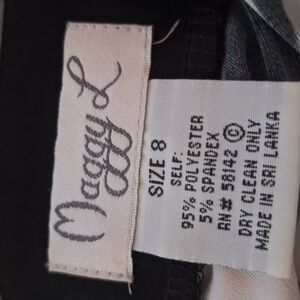 Maggy L
SIZE 8
SELF:
95% POLYESTER
5% SPANDEX
RN# 58142 ©
DRY CLEAN ONLY
MADE IN SRI LANKA